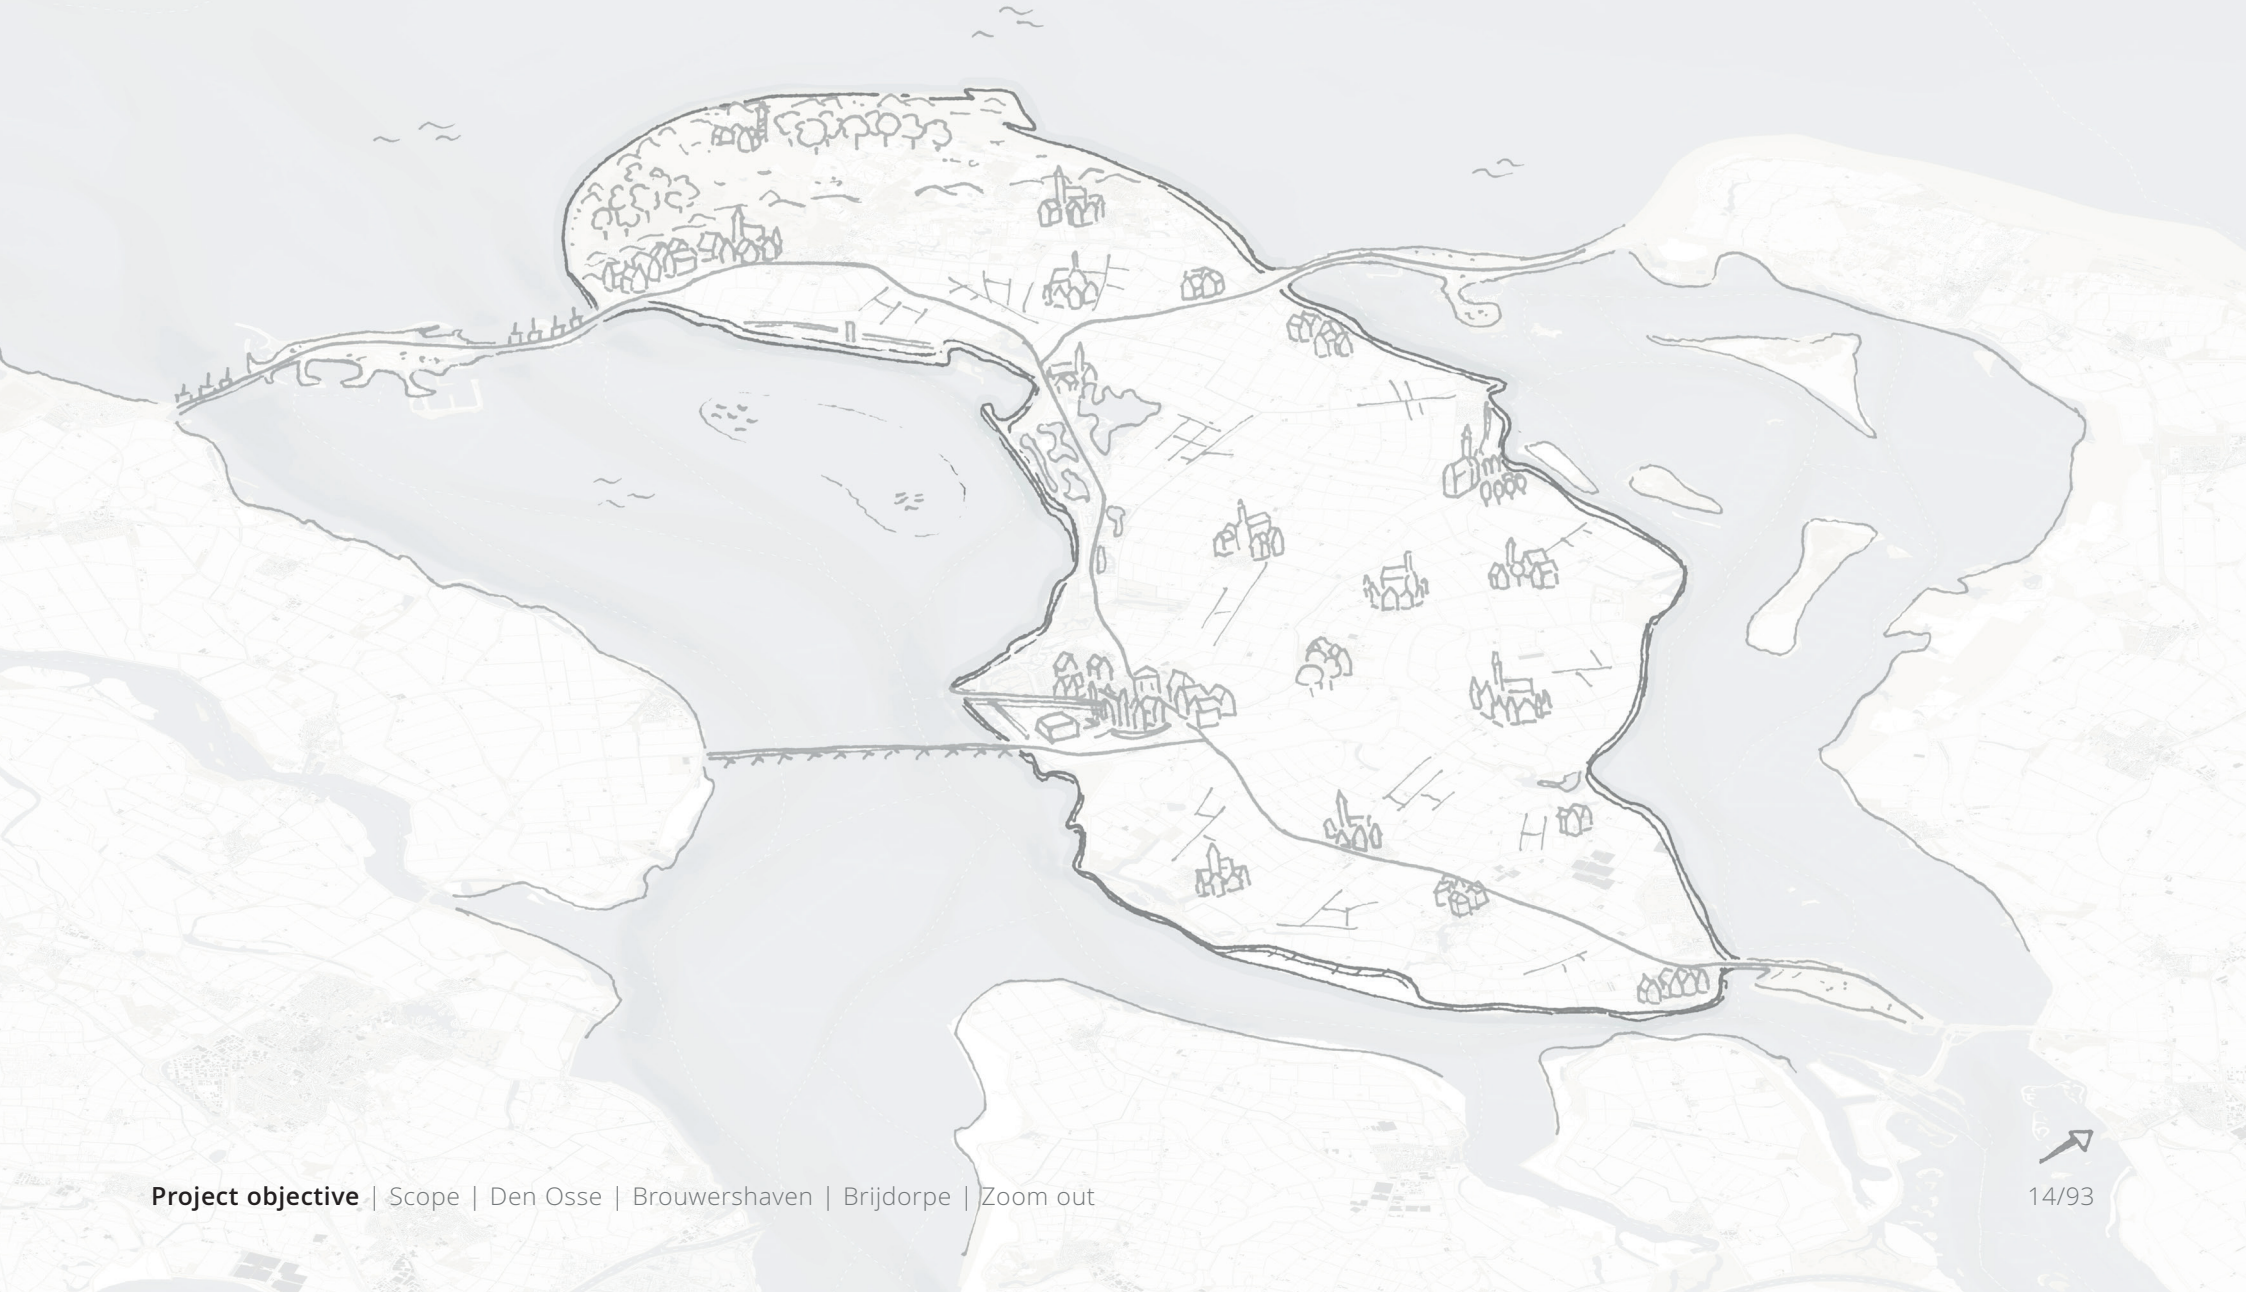 Project objective | Scope | Den Osse | Brouwershaven | Brijdorpe | Zoom out
14/93